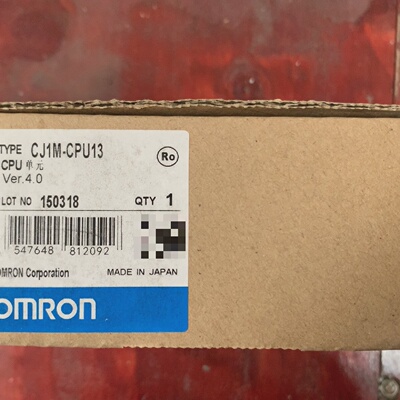 TYPE CJ1M-CPU13
CPU 单元
Ver.4.0
Ro
LOT NO 150318 QTY 1
547648 812092
OMRON Corporation MADE IN JAPAN
OMRON